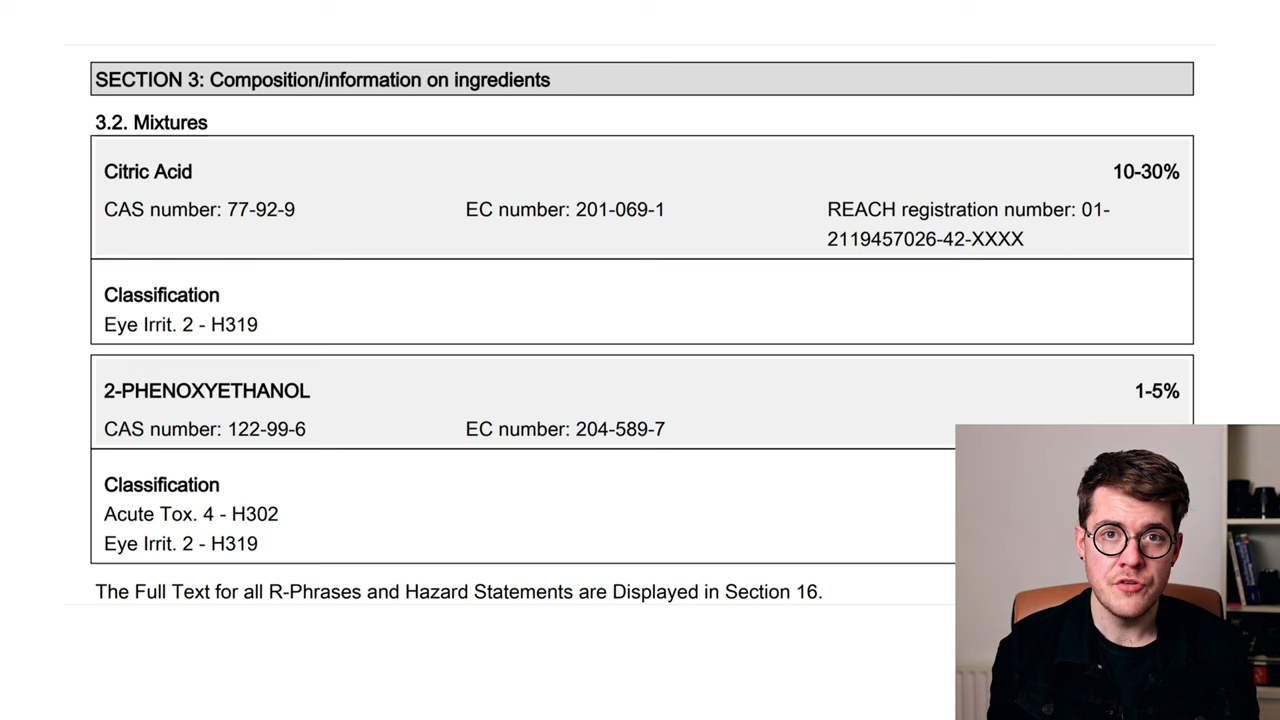 SECTION 3: Composition/information on ingredients
3.2. Mixtures
Citric Acid 10-30%
CAS number: 77-92-9 EC number: 201-069-1 REACH registration number: 01-
2119457026-42-XXXX
Classification
Eye Irrit. 2 - H319
2-PHENOXYETHANOL 1-5%
CAS number: 122-99-6 EC number: 204-589-7
Classification
Acute Tox. 4 - H302
Eye Irrit. 2 - H319
The Full Text for all R-Phrases and Hazard Statements are Displayed in Section 16.